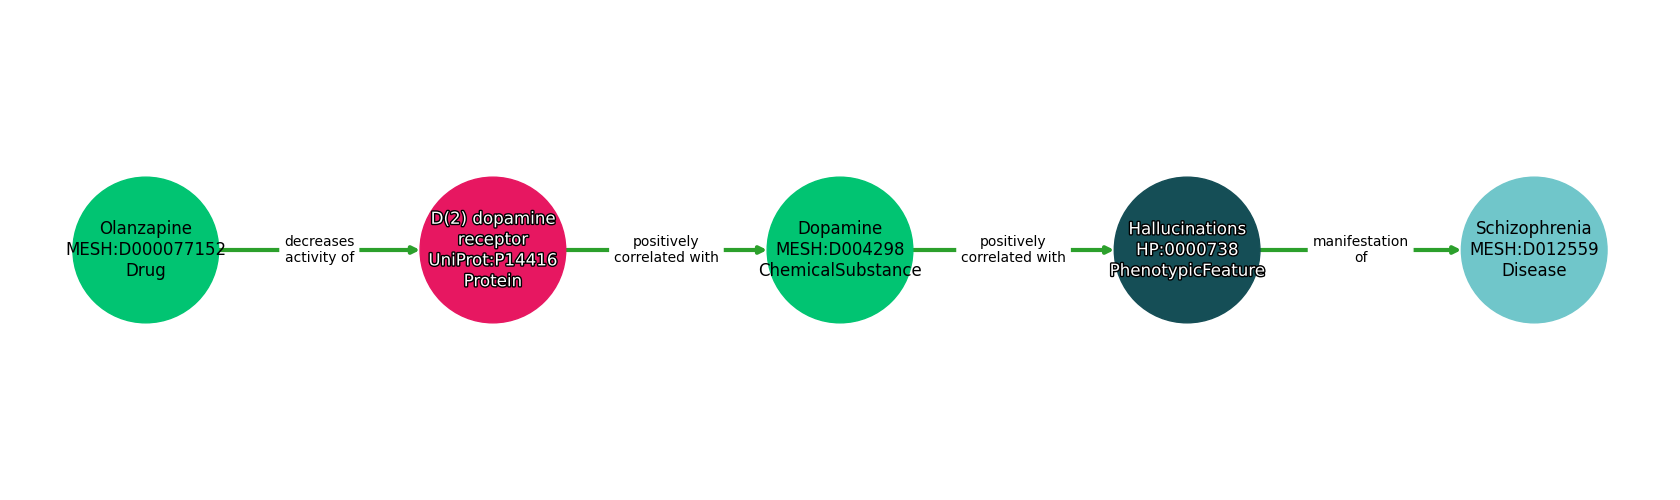 Olanzapine
MESH:D000077152
Drug
decreases
activity of
D(2) dopamine
receptor
UniProt:P14416
Protein
positively
correlated with
Dopamine
MESH:D004298
ChemicalSubstance
positively
correlated with
Hallucinations
HP:0000738
PhenotypicFeature
manifestation
of
Schizophrenia
MESH:D012559
Disease